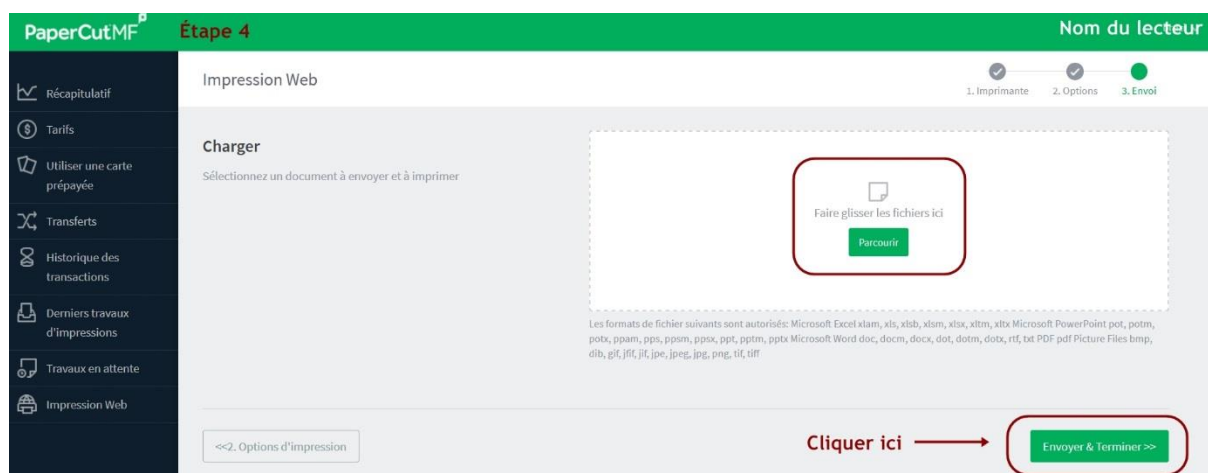 PaperCutMF
Étape 4
Nom du lecteur
Récapitulatif
Tarifs
Utiliser une carte
prépayée
Transferts
Historique des
transactions
Derniers travaux
d'impressions
Travaux en attente
Impression Web
Impression Web
1. Imprimante
2. Options
3. Envoi
Charger
Sélectionnez un document à envoyer et à imprimer
Faire glisser les fichiers ici
Parcourir
Les formats de fichier suivants sont autorisés: Microsoft Excel xlam, xls, xlsb, xlsm, xlsx, xltm, xltx Microsoft PowerPoint pot, potm,
potx, ppam, pps, ppsm, ppsx, ppt, pptm, pptx Microsoft Word doc, docm, docx, dot, dotm, dotx, rtf, txt PDF pdf Picture Files bmp,
dib, gif, jfif, jif, jpe, jpeg, jpg, png, tif, tiff
<<2. Options d'impression
Cliquer ici
Envoyer & Terminer >>